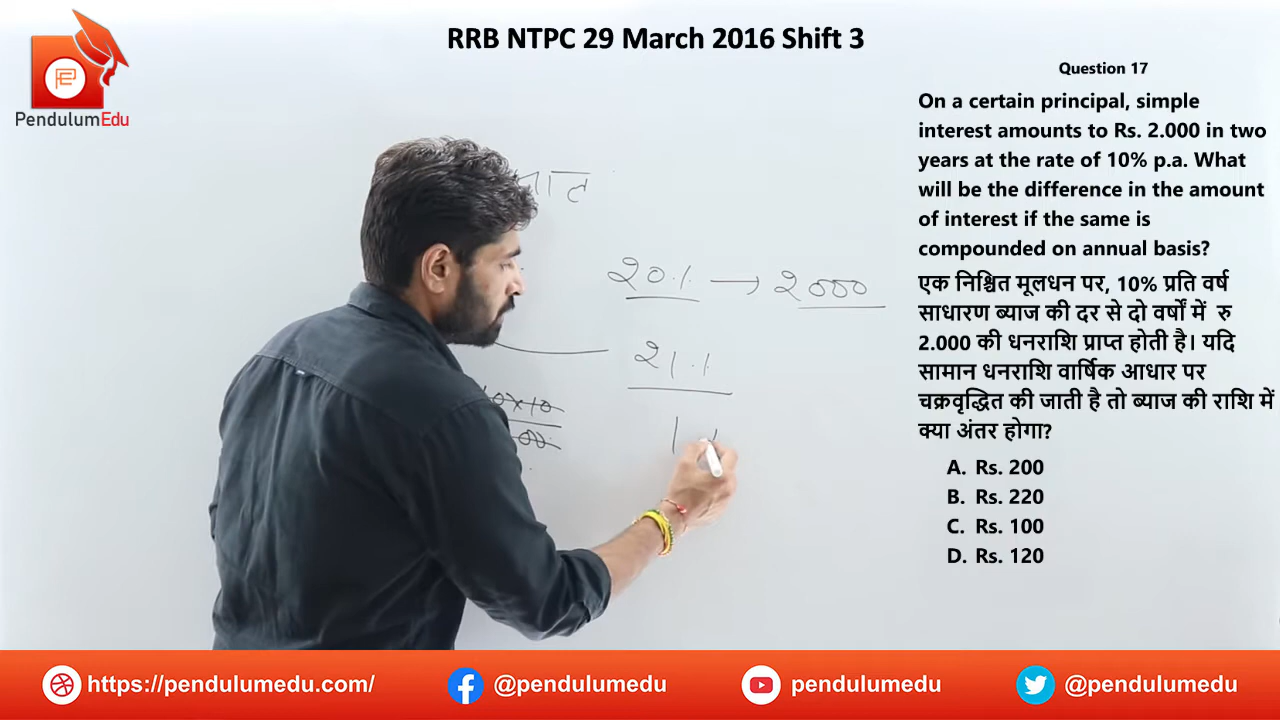 RRB NTPC 29 March 2016 Shift 3
PendulumEdu
Question 17
On a certain principal, simple
interest amounts to Rs. 2.000 in two
years at the rate of 10% p.a. What
will be the difference in the amount
of interest if the same is
compounded on annual basis?
एक निश्चित मूलधन पर, 10% प्रति वर्ष
साधारण ब्याज की दर से दो वर्षों में रु
2.000 की धनराशि प्राप्त होती है। यदि
सामान धनराशि वार्षिक आधार पर
चक्रवृद्धित की जाती है तो ब्याज की राशि में
क्या अंतर होगा?
A. Rs. 200
B. Rs. 220
C. Rs. 100
D. Rs. 120
20% → 2000
21%
https://pendulumedu.com/
@pendulumedu
pendulumedu
@pendulumedu